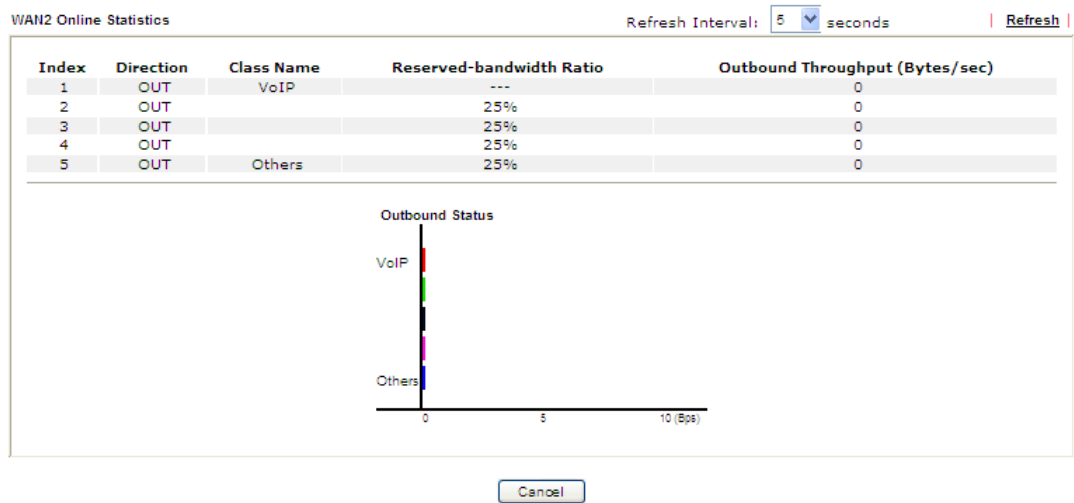 WAN2 Online Statistics Refresh Interval: 5 seconds | Refresh |
Index Direction Class Name Reserved-bandwidth Ratio Outbound Throughput (Bytes/sec)
1 OUT VoIP --- 0
2 OUT 25% 0
3 OUT 25% 0
4 OUT 25% 0
5 OUT Others 25% 0
Outbound Status
VoIP
Others
0 5 10 (Bps)
Cancel